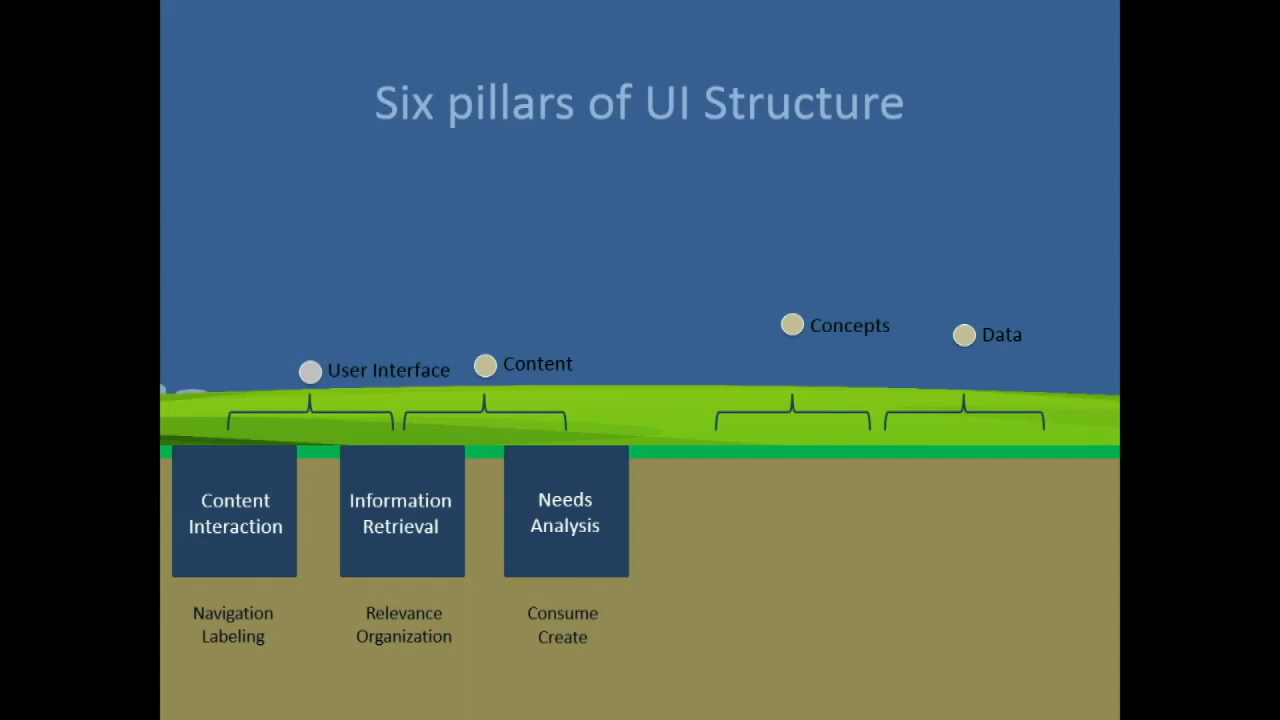 Six pillars of UI Structure
Concepts
Data
User Interface
Content
Content
Interaction
Information
Retrieval
Needs
Analysis
Navigation
Labeling
Relevance
Organization
Consume
Create